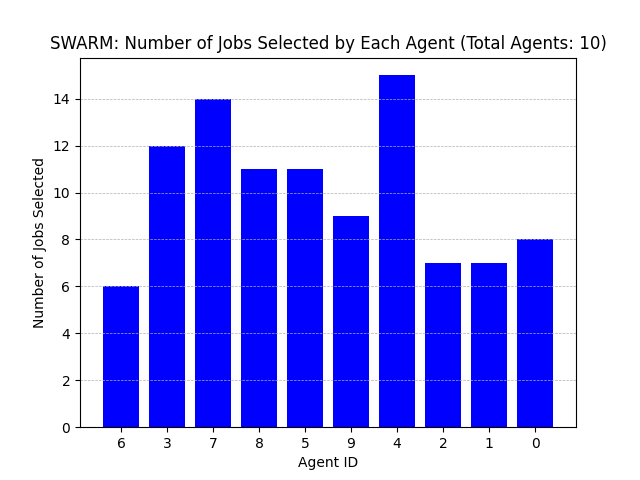 SWARM: Number of Jobs Selected by Each Agent (Total Agents: 10)
Number of Jobs Selected
14
12
10
8
6
4
2
0
6 3 7 8 5 9 4 2 1 0
Agent ID